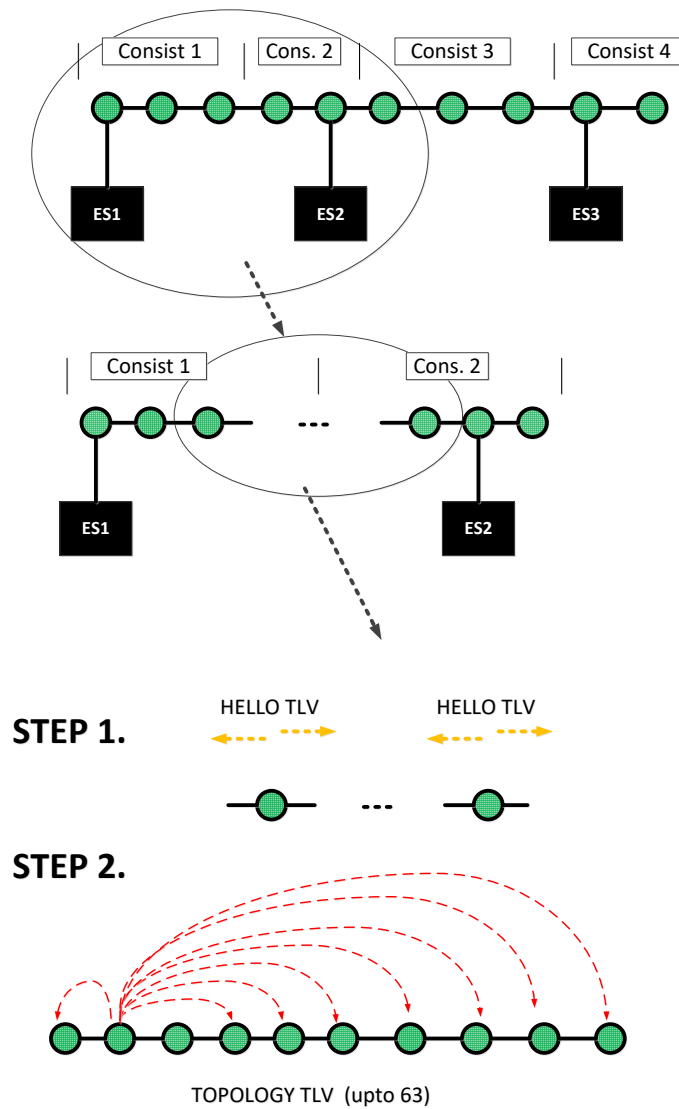 Consist 1
Cons. 2
Consist 3
Consist 4
ES1
ES2
ES3
Consist 1
Cons. 2
ES1
ES2
HELLO TLV
HELLO TLV
STEP 1.
STEP 2.
TOPOLOGY TLV (upto 63)